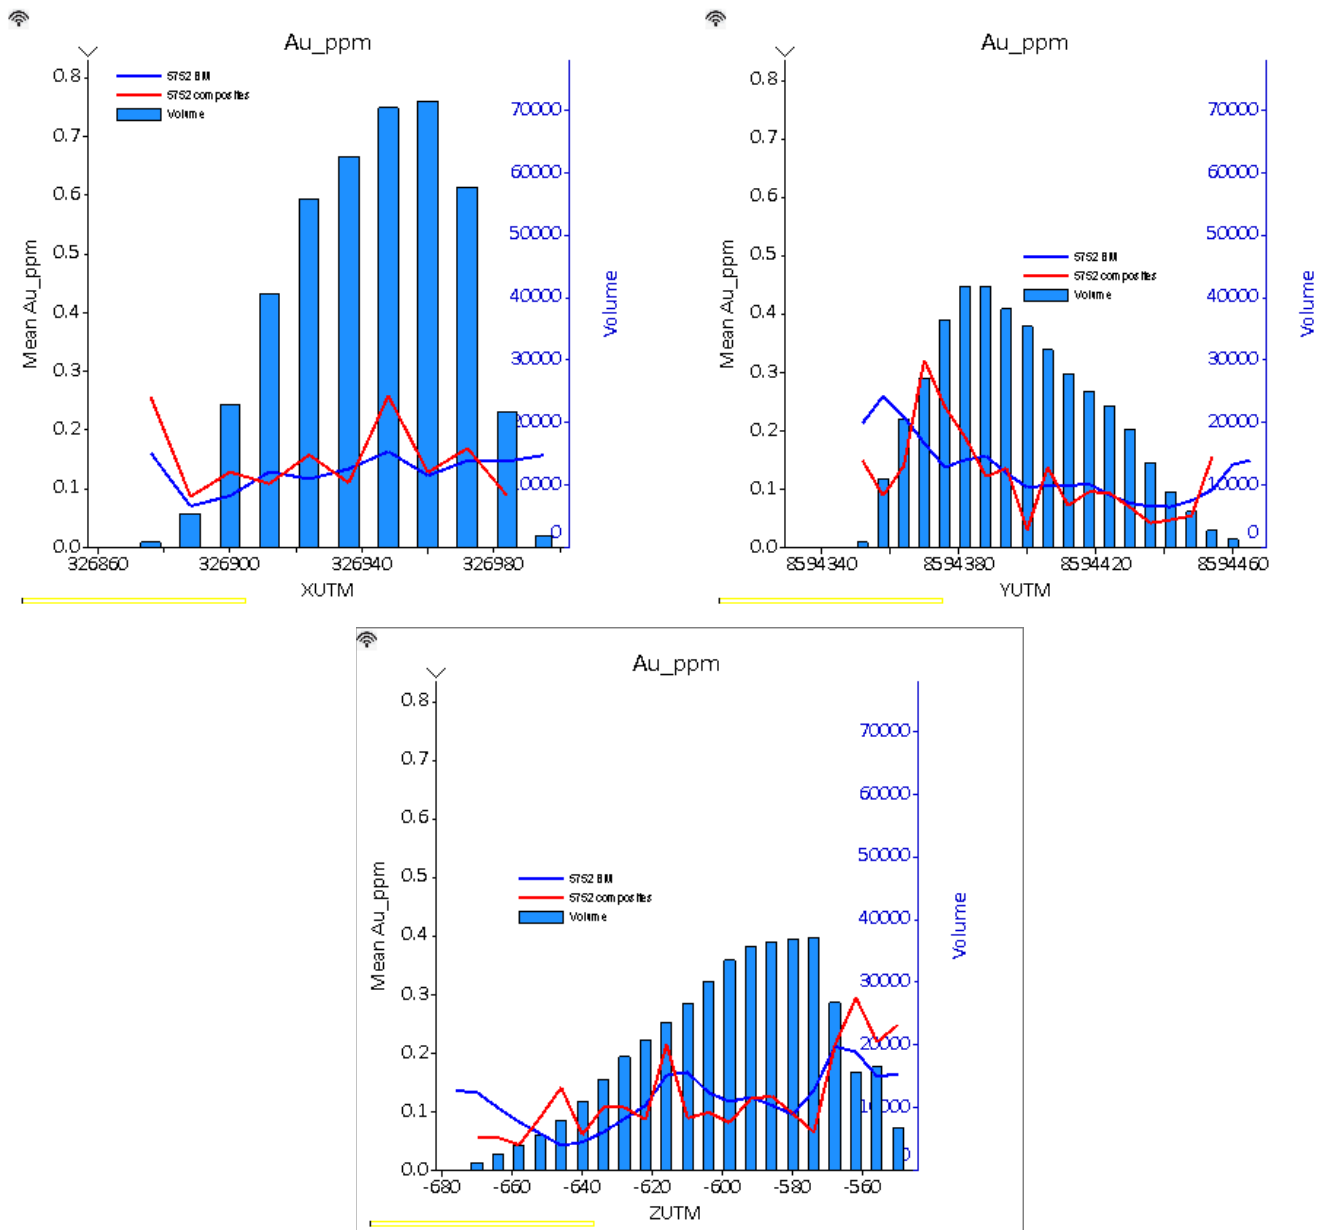 Au_ppm
5752 BM
5752 composites
Volume
0.8
0.7
0.6
0.5
0.4
0.3
0.2
0.1
0.0
Mean Au_ppm
70000
60000
50000
40000
30000
20000
10000
0
Volume
326860 326900 326940 326980
XUTM
Au_ppm
5752 BM
5752 composites
Volume
0.8
0.7
0.6
0.5
0.4
0.3
0.2
0.1
0.0
Mean Au_ppm
70000
60000
50000
40000
30000
20000
10000
0
Volume
8594340 8594380 8594420 8594460
YUTM
Au_ppm
5752 BM
5752 composites
Volume
0.8
0.7
0.6
0.5
0.4
0.3
0.2
0.1
0.0
Mean Au_ppm
70000
60000
50000
40000
30000
20000
10000
0
Volume
-680 -660 -640 -620 -600 -580 -560
ZUTM